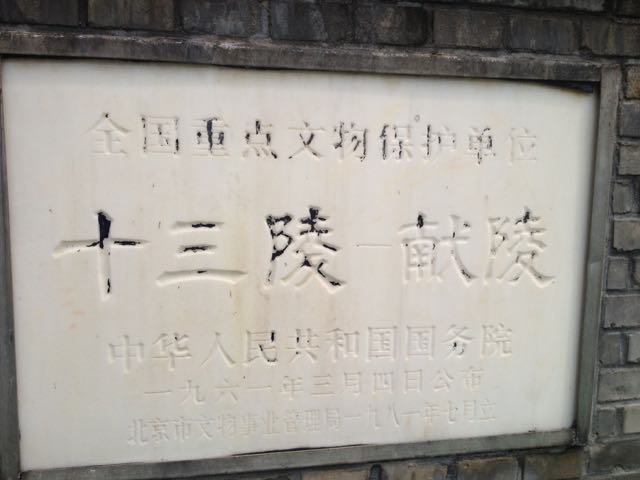 全国重点文物保护单位
十三陵—献陵
中华人民共和国国务院
一九六一年三月四日公布
北京市文物事业管理局一九八一年七月立